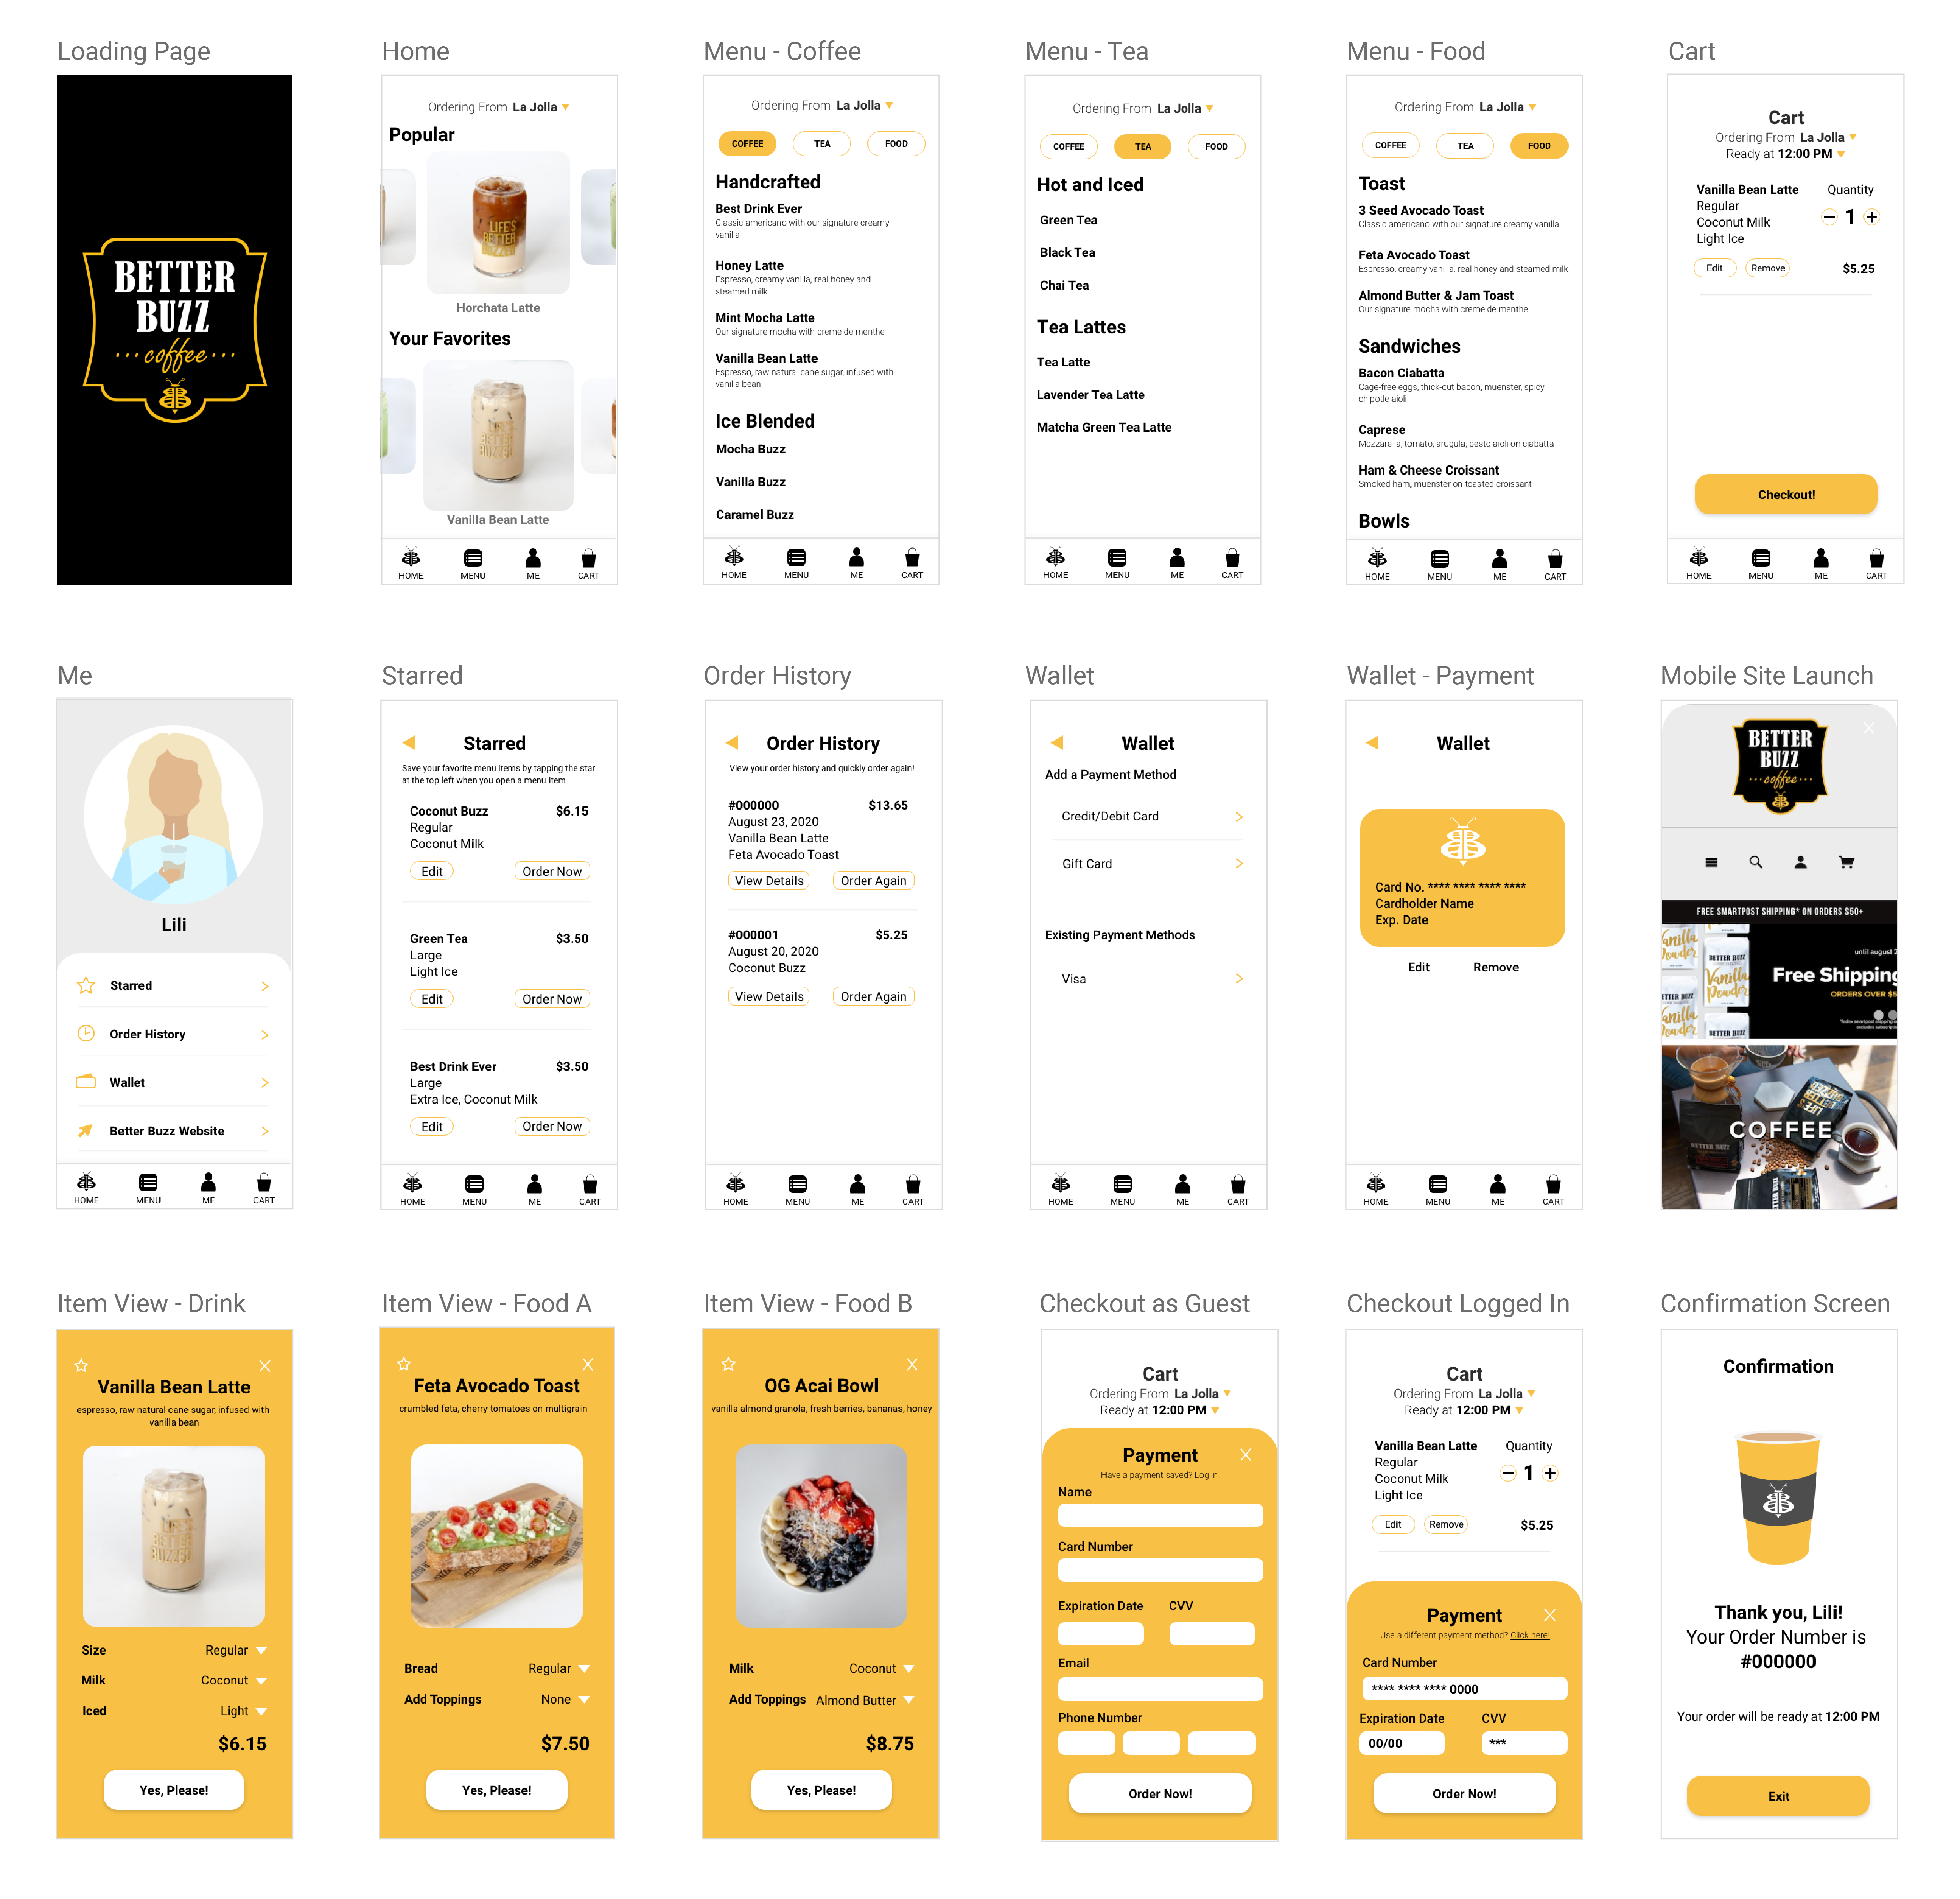 Loading Page
BETTER
BUZZ
coffee
Home
Ordering From La Jolla
Popular
LIFE'S
BETTER
BUZZED
Horchata Latte
Your Favorites
LIFE'S
BETTER
BUZZED
Vanilla Bean Latte
HOME MENU ME CART
Menu - Coffee
Ordering From La Jolla
COFFEE TEA FOOD
Handcrafted
Best Drink Ever
Classic americano with our signature creamy
vanilla
Honey Latte
Espresso, creamy vanilla, real honey and
steamed milk
Mint Mocha Latte
Our signature mocha with creme de menthe
Vanilla Bean Latte
Espresso, raw natural cane sugar, infused with
vanilla bean
Ice Blended
Mocha Buzz
Vanilla Buzz
Caramel Buzz
HOME MENU ME CART
Menu - Tea
Ordering From La Jolla
COFFEE TEA FOOD
Hot and Iced
Green Tea
Black Tea
Chai Tea
Tea Lattes
Tea Latte
Lavender Tea Latte
Matcha Green Tea Latte
HOME MENU ME CART
Menu - Food
Ordering From La Jolla
COFFEE TEA FOOD
Toast
3 Seed Avocado Toast
Classic americano with our signature creamy vanilla
Feta Avocado Toast
Espresso, creamy vanilla, real honey and steamed milk
Almond Butter & Jam Toast
Our signature mocha with creme de menthe
Sandwiches
Bacon Ciabatta
Cage-free eggs, thick-cut bacon, muenster, spicy
chipotle aioli
Caprese
Mozzarella, tomato, arugula, pesto aioli on ciabatta
Ham & Cheese Croissant
Smoked ham, muenster on toasted croissant
Bowls
HOME MENU ME CART
Cart
Cart
Ordering From La Jolla
Ready at 12:00 PM
Vanilla Bean Latte Quantity
Regular
Coconut Milk 1
Light Ice
Edit Remove $5.25
Checkout!
HOME MENU ME CART
Me
Lili
Starred
Order History
Wallet
Better Buzz Website
HOME MENU ME CART
Starred
Starred
Save your favorite menu items by tapping the star
at the top left when you open a menu item
Coconut Buzz $6.15
Regular
Coconut Milk
Edit Order Now
Green Tea $3.50
Large
Light Ice
Edit Order Now
Best Drink Ever $3.50
Large
Extra Ice, Coconut Milk
Edit Order Now
HOME MENU ME CART
Order History
Order History
View your order history and quickly order again!
#000000 $13.65
August 23, 2020
Vanilla Bean Latte
Feta Avocado Toast
View Details Order Again
#000001 $5.25
August 20, 2020
Coconut Buzz
View Details Order Again
HOME MENU ME CART
Wallet
Wallet
Add a Payment Method
Credit/Debit Card
Gift Card
Existing Payment Methods
Visa
HOME MENU ME CART
Wallet - Payment
Wallet
Card No. **** **** **** ****
Cardholder Name
Exp. Date
Edit Remove
HOME MENU ME CART
Mobile Site Launch
BETTER
BUZZ
coffee
FREE SMARTPOST SHIPPING* ON ORDERS $50+
until august 2
Free Shipping
ORDERS OVER $5
Vanilla
Powder
BETTER BUZZ
COFFEE
Item View - Drink
Vanilla Bean Latte
espresso, raw natural cane sugar, infused with
vanilla bean
LIFE'S
BETTER
BUZZED
Size Regular
Milk Coconut
Iced Light
$6.15
Yes, Please!
Item View - Food A
Feta Avocado Toast
crumbled feta, cherry tomatoes on multigrain
Bread Regular
Add Toppings None
$7.50
Yes, Please!
Item View - Food B
OG Acai Bowl
vanilla almond granola, fresh berries, bananas, honey
Milk Coconut
Add Toppings Almond Butter
$8.75
Yes, Please!
Checkout as Guest
Cart
Ordering From La Jolla
Ready at 12:00 PM
Payment
Have a payment saved? Log in!
Name
Card Number
Expiration Date CVV
Email
Phone Number
Order Now!
Checkout Logged In
Cart
Ordering From La Jolla
Ready at 12:00 PM
Vanilla Bean Latte Quantity
Regular
Coconut Milk 1
Light Ice
Edit Remove $5.25
Payment
Use a different payment method? Click here!
Card Number
**** **** **** 0000
Expiration Date CVV
00/00 ***
Order Now!
Confirmation Screen
Confirmation
Thank you, Lili!
Your Order Number is
#000000
Your order will be ready at 12:00 PM
Exit